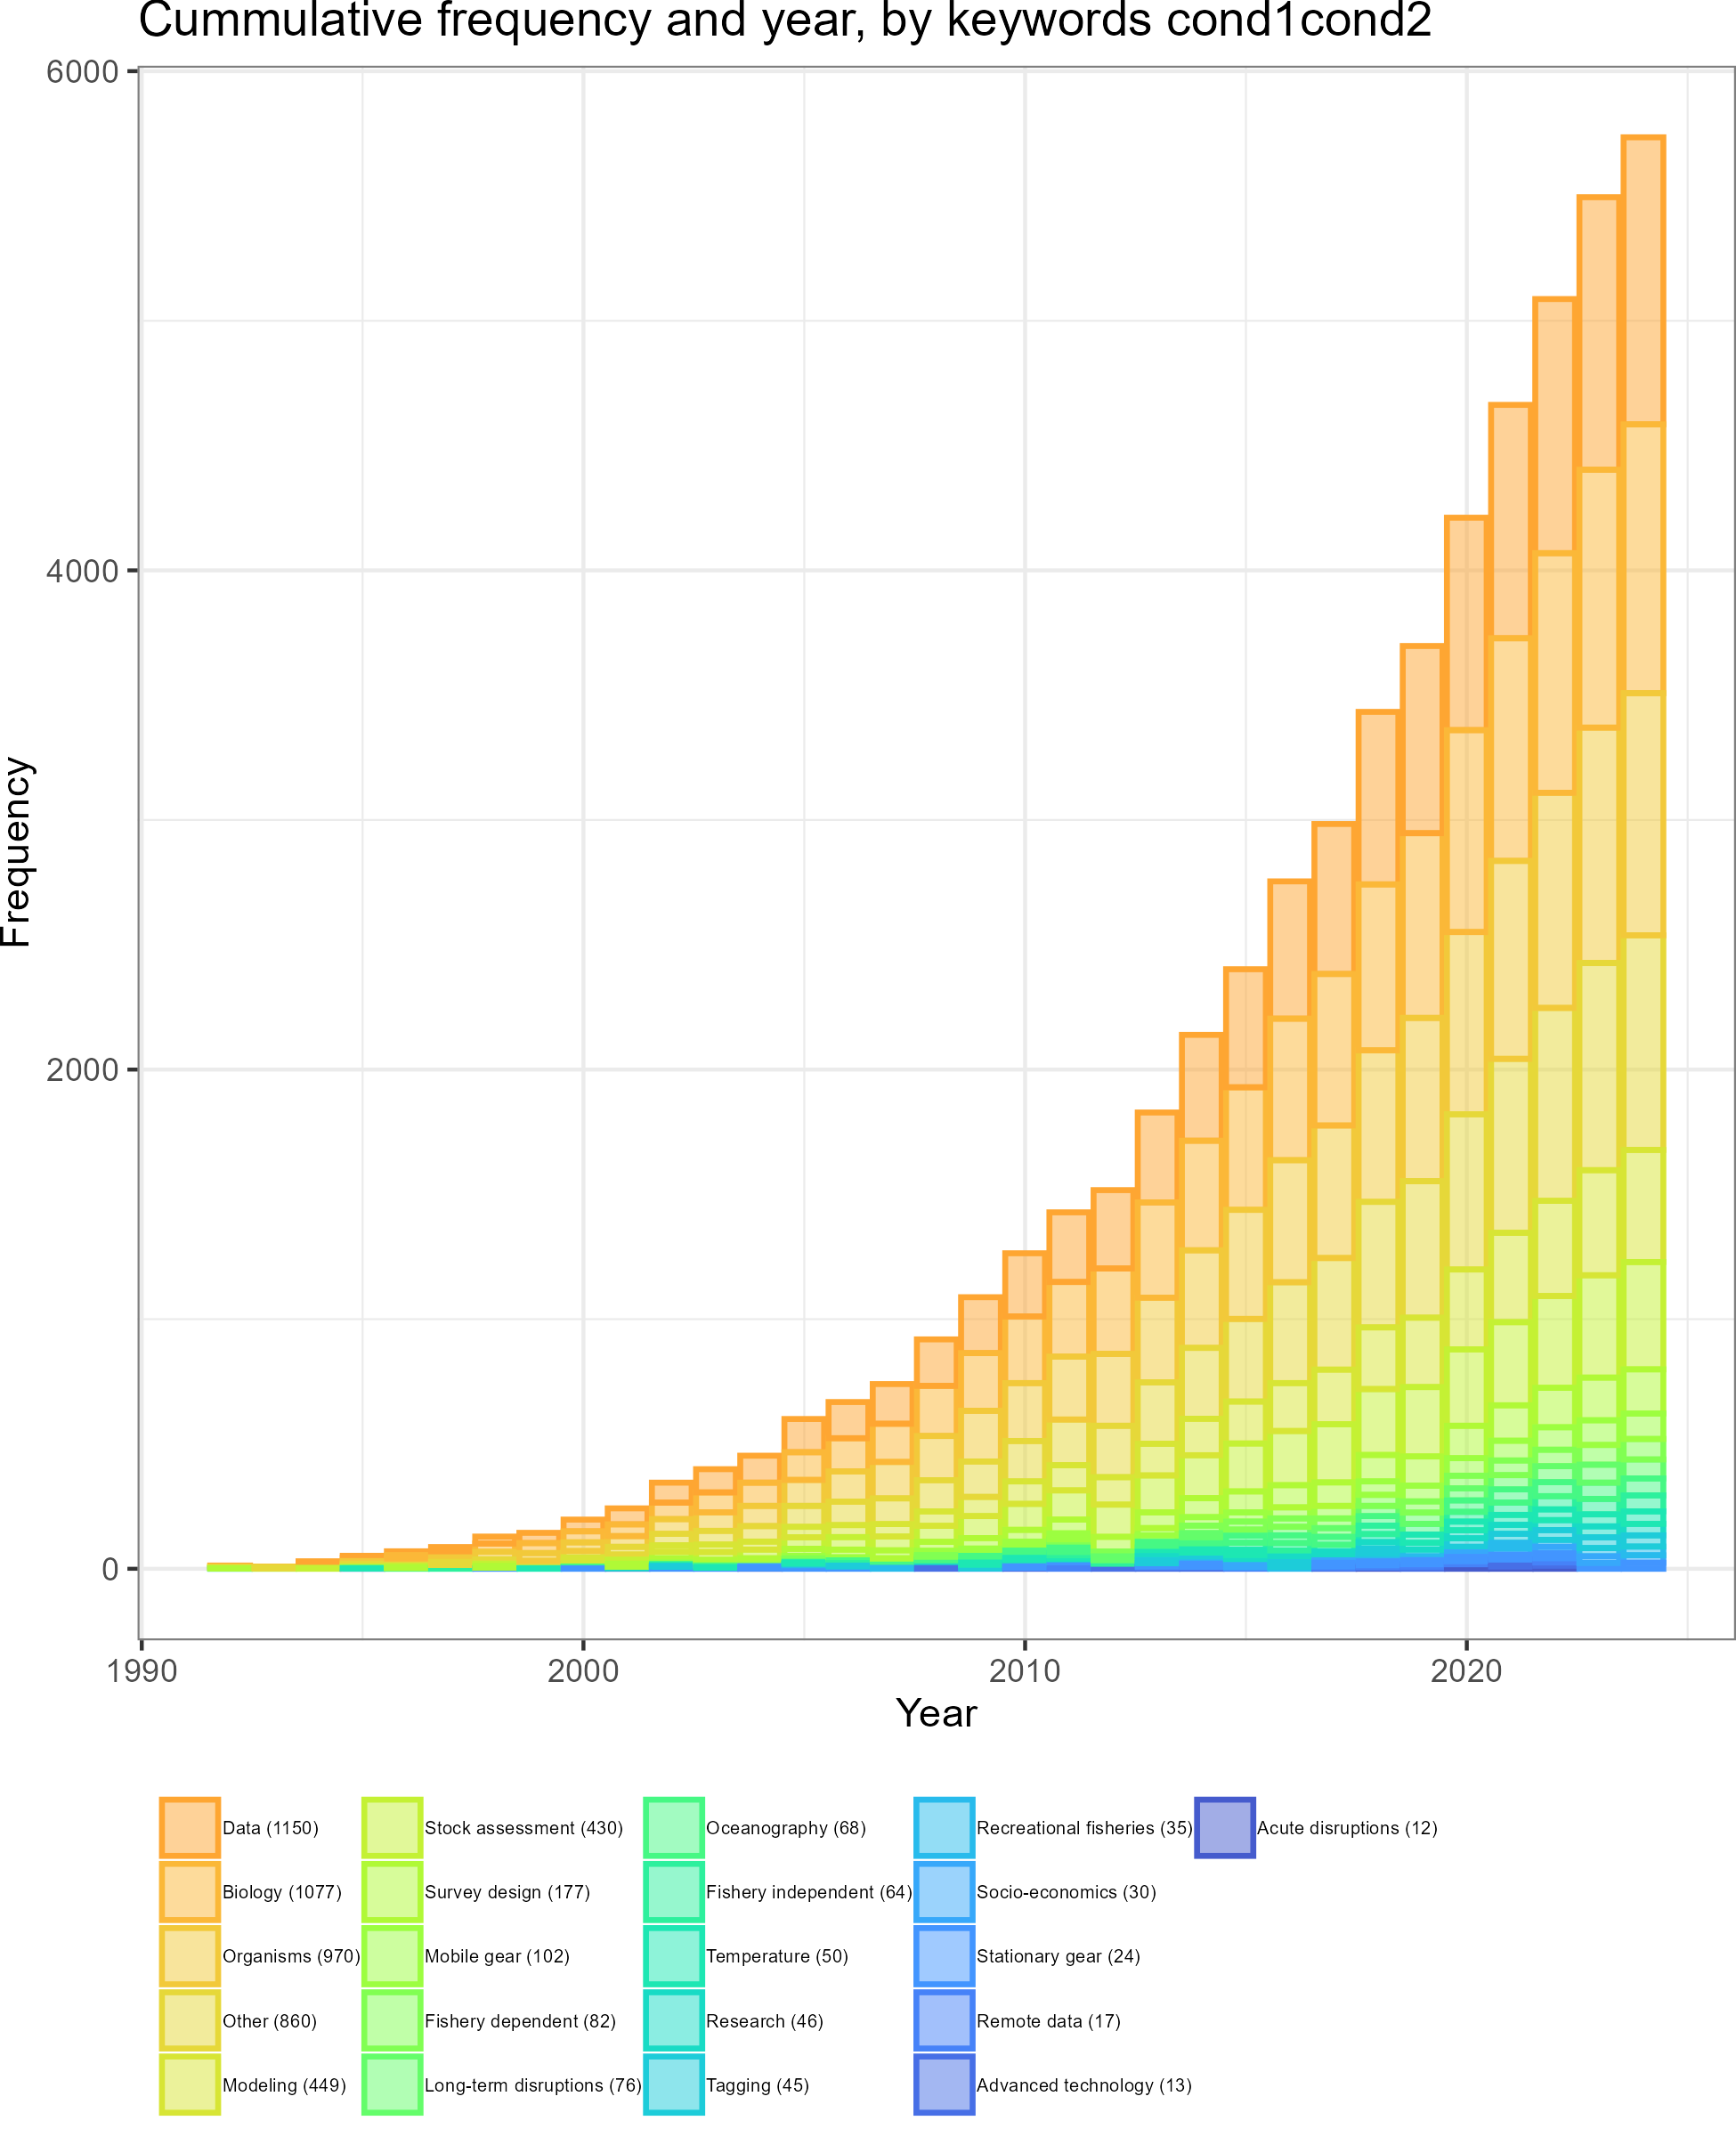 Cummulative frequency and year, by keywords cond1cond2
6000
4000
2000
0
Frequency
1990 2000 2010 2020
Year
Data (1150) Stock assessment (430) Oceanography (68) Recreational fisheries (35) Acute disruptions (12)
Biology (1077) Survey design (177) Fishery independent (64) Socio-economics (30)
Organisms (970) Mobile gear (102) Temperature (50) Stationary gear (24)
Other (860) Fishery dependent (82) Research (46) Remote data (17)
Modeling (449) Long-term disruptions (76) Tagging (45) Advanced technology (13)